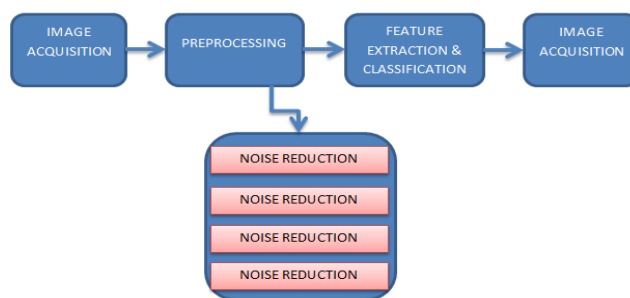 IMAGE
ACQUISITION
PREPROCESSING
FEATURE
EXTRACTION &
CLASSIFICATION
IMAGE
ACQUISITION
NOISE REDUCTION
NOISE REDUCTION
NOISE REDUCTION
NOISE REDUCTION